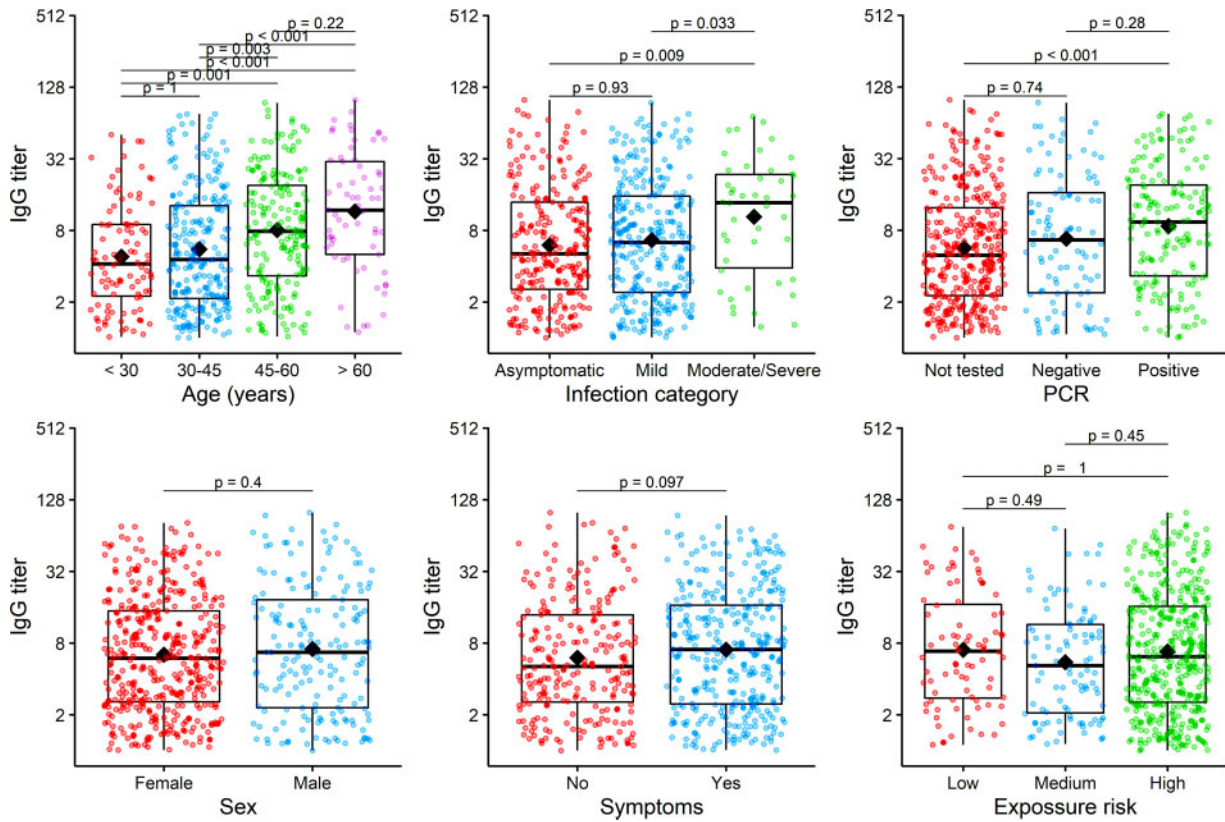 512
128
32
8
2
IgG titer
p = 0.22
p < 0.001
p = 0.003
p < 0.001
p = 0.001
p = 1
< 30 30-45 45-60 > 60
Age (years)
512
128
32
8
2
IgG titer
p = 0.033
p = 0.009
p = 0.93
Asymptomatic Mild Moderate/Severe
Infection category
512
128
32
8
2
IgG titer
p = 0.28
p < 0.001
p = 0.74
Not tested Negative Positive
PCR
512
128
32
8
2
IgG titer
p = 0.4
Female Male
Sex
512
128
32
8
2
IgG titer
p = 0.097
No Yes
Symptoms
512
128
32
8
2
IgG titer
p = 0.45
p = 1
p = 0.49
Low Medium High
Expossure risk